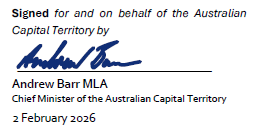 Signed for and on behalf of the Australian
Capital Territory by
Andrew Barr MLA
Chief Minister of the Australian Capital Territory
2 February 2026